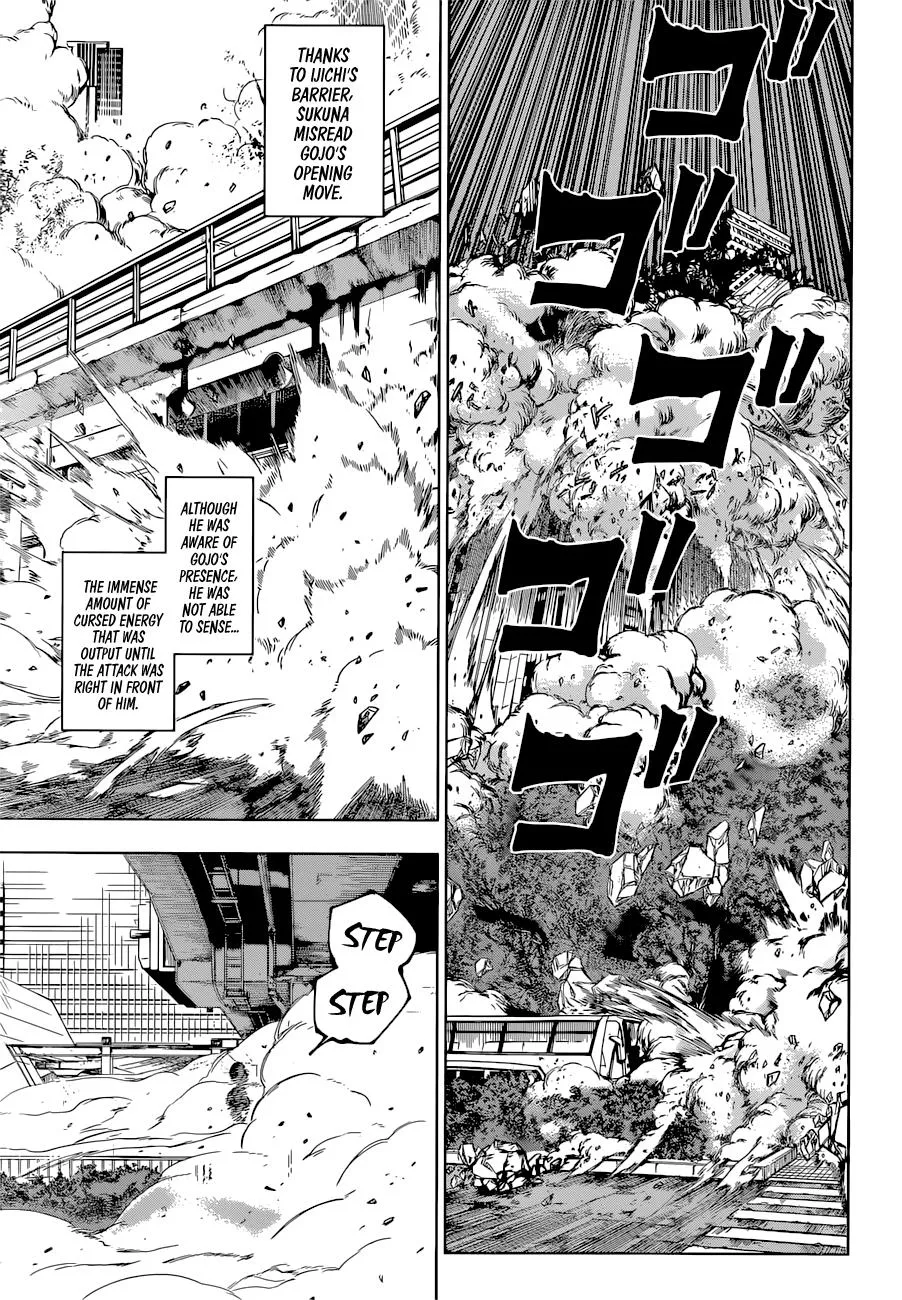 ゴ
ゴ
ゴ
ゴ
ゴ
THANKS
TO IJICHI'S
BARRIER,
SUKUNA
MISREAD
GOJO'S
OPENING
MOVE.
ALTHOUGH
HE WAS
AWARE OF
GOJO'S
PRESENCE,
HE WAS
NOT ABLE
TO SENSE...
THE IMMENSE
AMOUNT OF
CURSED ENERGY
THAT WAS
OUTPUT UNTIL
THE ATTACK WAS
RIGHT IN FRONT
OF HIM.
STEP
STEP